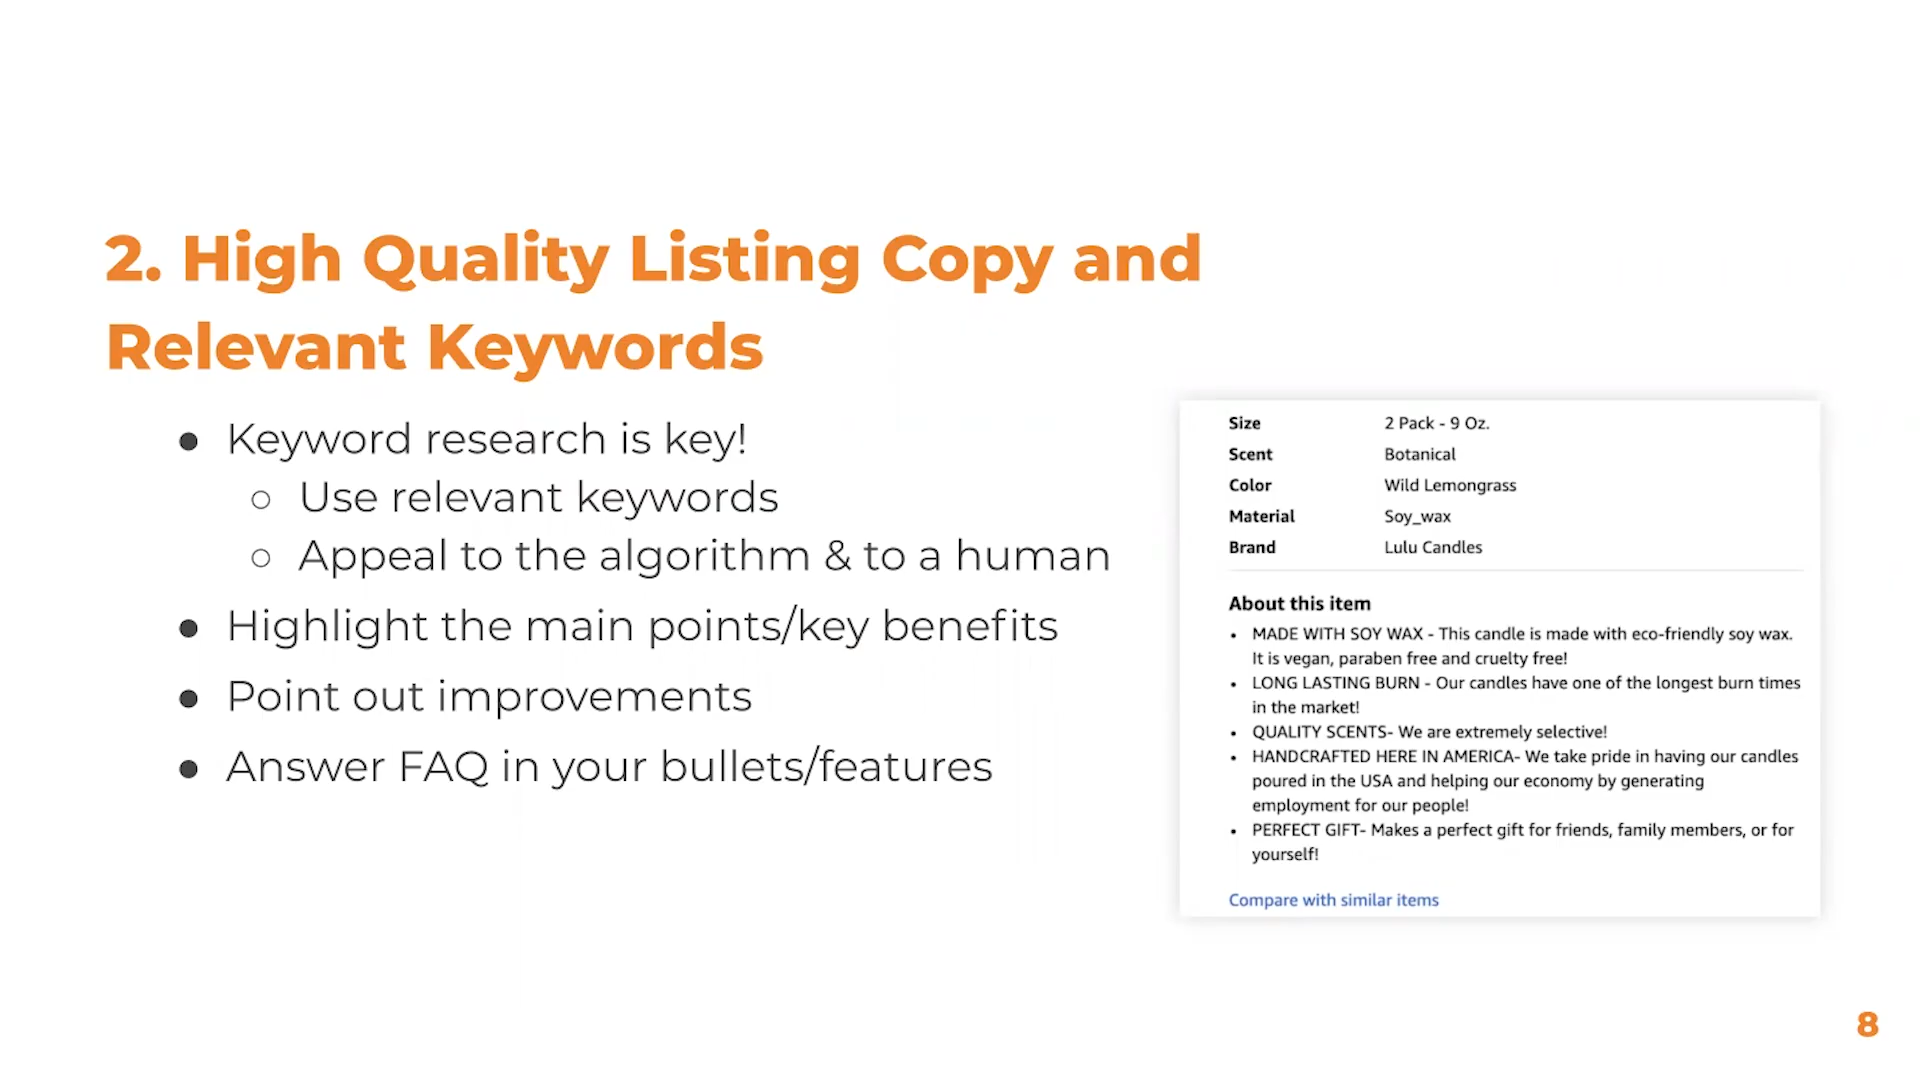 2. High Quality Listing Copy and
Relevant Keywords
● Keyword research is key!
○ Use relevant keywords
○ Appeal to the algorithm & to a human
● Highlight the main points/key benefits
● Point out improvements
● Answer FAQ in your bullets/features
Size 2 Pack - 9 Oz.
Scent Botanical
Color Wild Lemongrass
Material Soy_wax
Brand Lulu Candles
About this item
• MADE WITH SOY WAX - This candle is made with eco-friendly soy wax.
It is vegan, paraben free and cruelty free!
• LONG LASTING BURN - Our candles have one of the longest burn times
in the market!
• QUALITY SCENTS- We are extremely selective!
• HANDCRAFTED HERE IN AMERICA- We take pride in having our candles
poured in the USA and helping our economy by generating
employment for our people!
• PERFECT GIFT- Makes a perfect gift for friends, family members, or for
yourself!
Compare with similar items
8